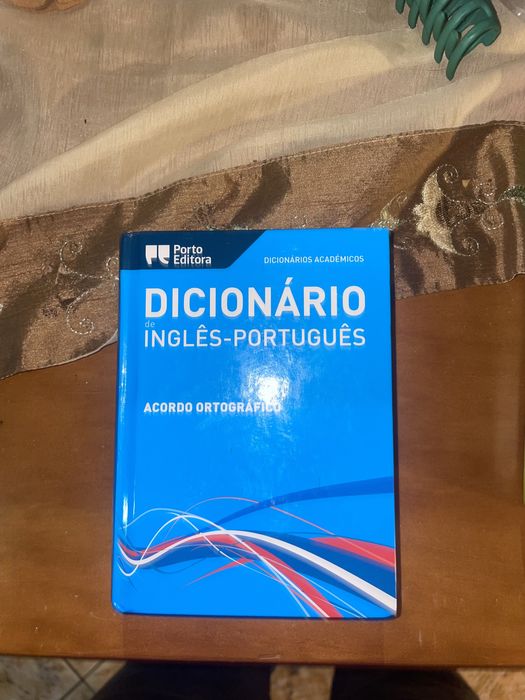 Porto
Editora
DICIONÁRIOS ACADÉMICOS
DICIONÁRIO
de
INGLÊS-PORTUGUÊS
ACORDO ORTOGRÁFICO